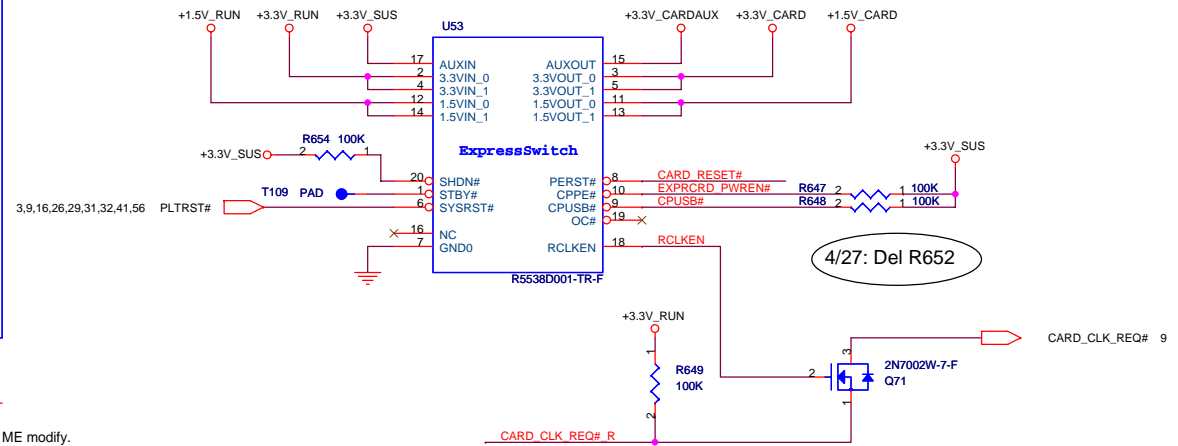 +1.5V_RUN +3.3V_RUN +3.3V_SUS +3.3V_CARDAUX +3.3V_CARD +1.5V_CARD
U53
17 AUXIN AUXOUT 15
2 3.3VIN_0 3.3VOUT_0 3
4 3.3VIN_1 3.3VOUT_1 5
12 1.5VIN_0 1.5VOUT_0 11
14 1.5VIN_1 1.5VOUT_1 13
R654 100K
+3.3V_SUS 2 1
ExpressSwitch
+3.3V_SUS
20 SHDN# PERST# 8 CARD_RESET#
T109 PAD 1 STBY# CPPE# 10 EXPRCRD_PWREN# R647 2 1 100K
3,9,16,26,29,31,32,41,56 PLTRST# 6 SYSRST# CPUSB# 9 CPUSB# R648 2 1 100K
OC# 19
16 NC
7 GND0 RCLKEN 18 RCLKEN
4/27: Del R652
R5538D001-TR-F
+3.3V_RUN
CARD_CLK_REQ# 9
1 R649 100K 2
2 3 1 2N7002W-7-F
Q71
ME modify.
CARD_CLK_REQ#_R